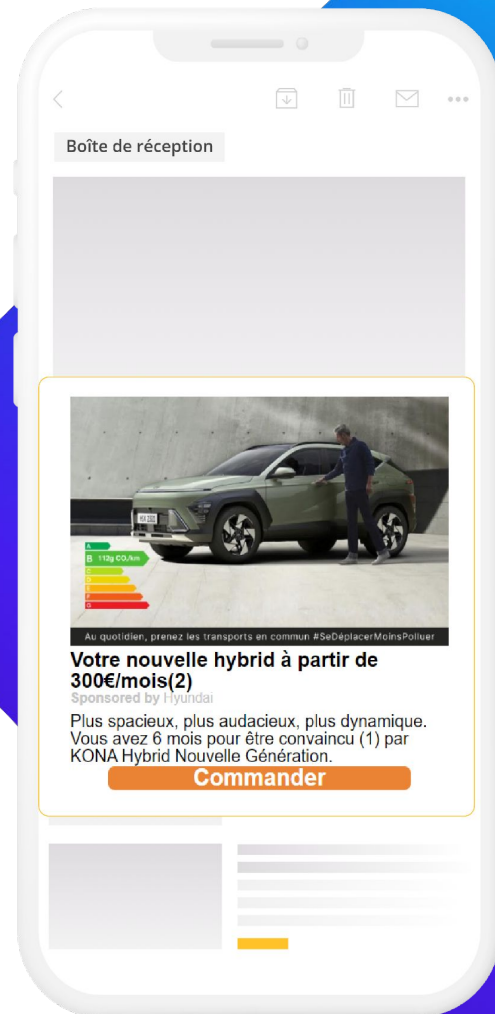 Boîte de réception
A
B 112g CO₂/km
C
D
E
F
G
Au quotidien, prenez les transports en commun #SeDéplacerMoinsPolluer
Votre nouvelle hybrid à partir de
300€/mois(2)
Sponsored by Hyundai
Plus spacieux, plus audacieux, plus dynamique.
Vous avez 6 mois pour être convaincu (1) par
KONA Hybrid Nouvelle Génération.
Commander